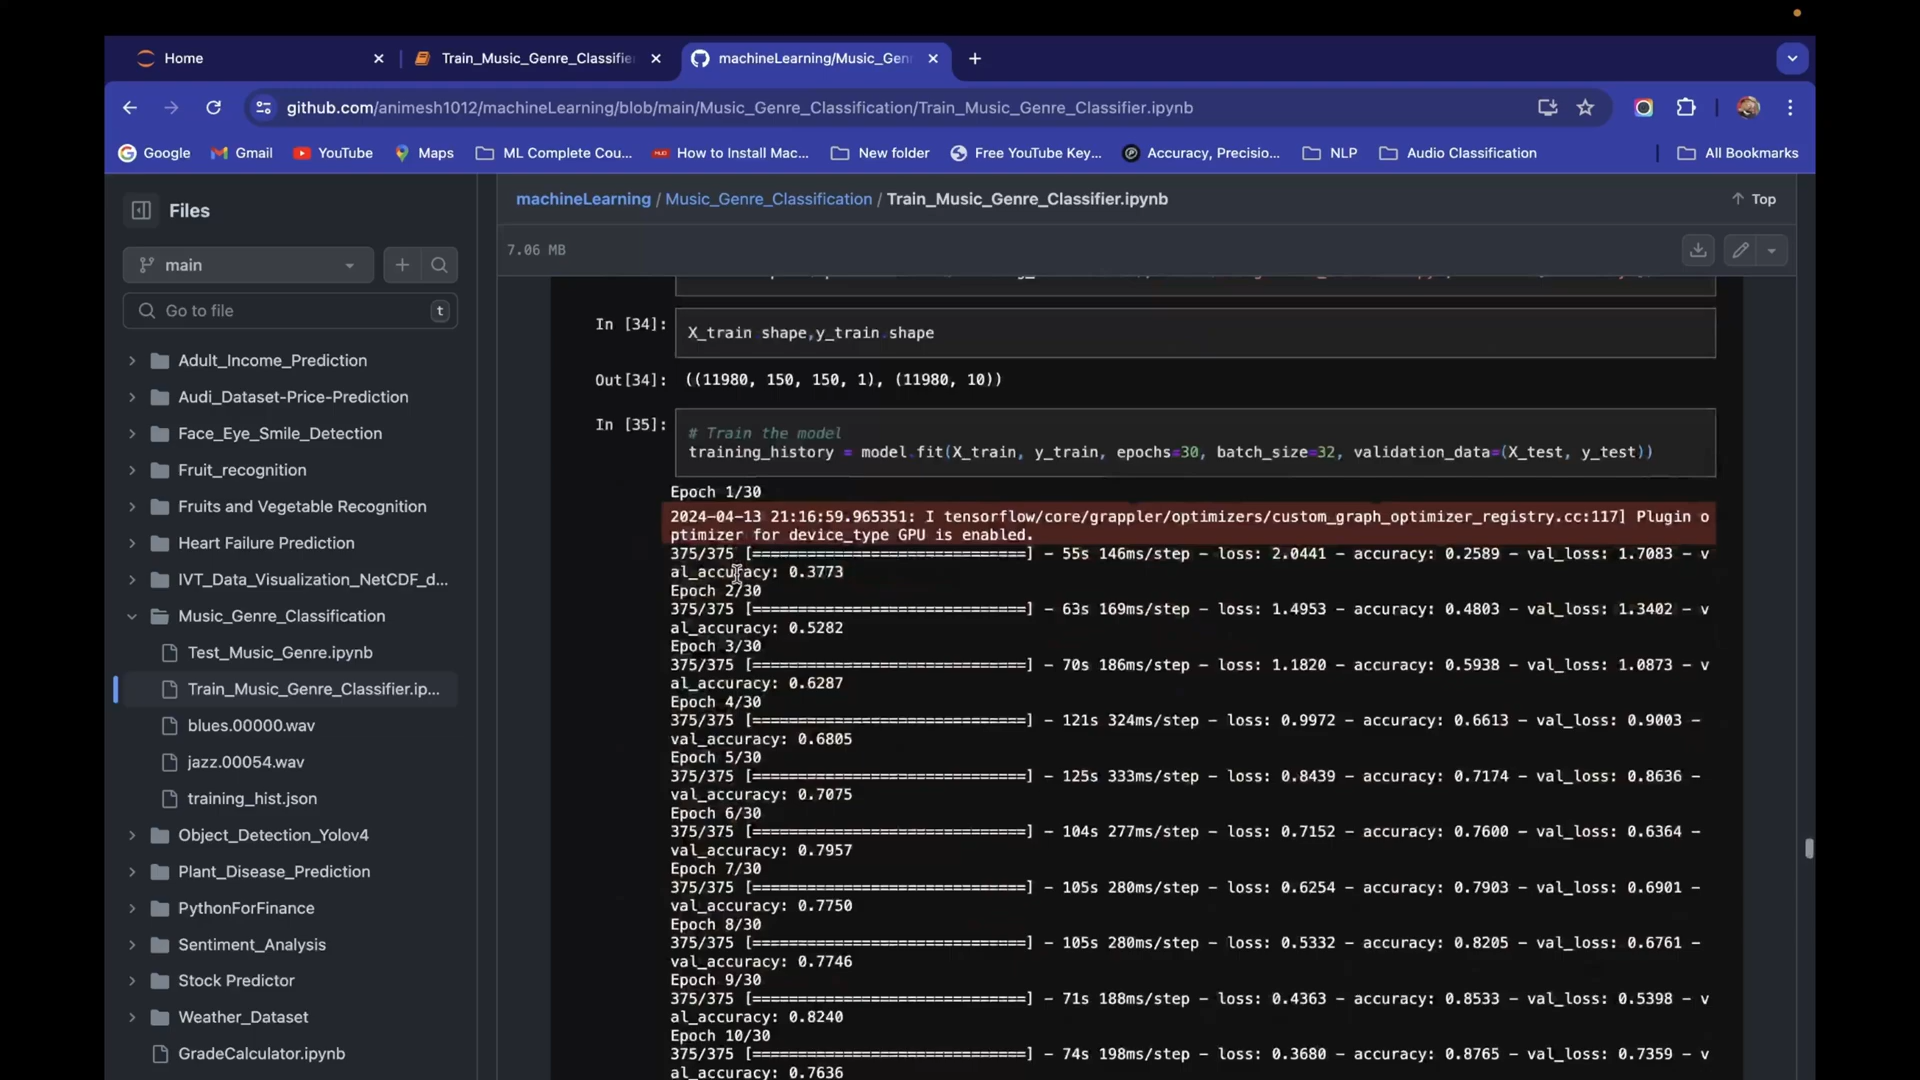 Home
Train_Music_Genre_Classifie
machineLearning/Music_Gen
github.com/animesh1012/machineLearning/blob/main/Music_Genre_Classification/Train_Music_Genre_Classifier.ipynb
Google
Gmail
YouTube
Maps
ML Complete Cou...
How to Install Mac...
New folder
Free YouTube Key...
Accuracy, Precisio...
NLP
Audio Classification
All Bookmarks
Files
main
Go to file
t
Adult_Income_Prediction
Audi_Dataset-Price-Prediction
Face_Eye_Smile_Detection
Fruit_recognition
Fruits and Vegetable Recognition
Heart Failure Prediction
IVT_Data_Visualization_NetCDF_d...
Music_Genre_Classification
Test_Music_Genre.ipynb
Train_Music_Genre_Classifier.ip...
blues.00000.wav
jazz.00054.wav
training_hist.json
Object_Detection_Yolov4
Plant_Disease_Prediction
PythonForFinance
Sentiment_Analysis
Stock Predictor
Weather_Dataset
GradeCalculator.ipynb
machineLearning / Music_Genre_Classification / Train_Music_Genre_Classifier.ipynb
Top
7.06 MB
In [34]: X_train.shape,y_train.shape
Out[34]: ((11980, 150, 150, 1), (11980, 10))
In [35]: # Train the model
training_history = model.fit(X_train, y_train, epochs=30, batch_size=32, validation_data=(X_test, y_test))
Epoch 1/30
2024-04-13 21:16:59.965351: I tensorflow/core/grappler/optimizers/custom_graph_optimizer_registry.cc:117] Plugin o
ptimizer for device_type GPU is enabled.
375/375 [==============================] - 55s 146ms/step - loss: 2.0441 - accuracy: 0.2589 - val_loss: 1.7083 - v
al_accuracy: 0.3773
Epoch 2/30
375/375 [==============================] - 63s 169ms/step - loss: 1.4953 - accuracy: 0.4803 - val_loss: 1.3402 - v
al_accuracy: 0.5282
Epoch 3/30
375/375 [==============================] - 70s 186ms/step - loss: 1.1820 - accuracy: 0.5938 - val_loss: 1.0873 - v
al_accuracy: 0.6287
Epoch 4/30
375/375 [==============================] - 121s 324ms/step - loss: 0.9972 - accuracy: 0.6613 - val_loss: 0.9003 -
val_accuracy: 0.6805
Epoch 5/30
375/375 [==============================] - 125s 333ms/step - loss: 0.8439 - accuracy: 0.7174 - val_loss: 0.8636 -
val_accuracy: 0.7075
Epoch 6/30
375/375 [==============================] - 104s 277ms/step - loss: 0.7152 - accuracy: 0.7600 - val_loss: 0.6364 -
val_accuracy: 0.7957
Epoch 7/30
375/375 [==============================] - 105s 280ms/step - loss: 0.6254 - accuracy: 0.7903 - val_loss: 0.6901 -
val_accuracy: 0.7750
Epoch 8/30
375/375 [==============================] - 105s 280ms/step - loss: 0.5332 - accuracy: 0.8205 - val_loss: 0.6761 -
val_accuracy: 0.7746
Epoch 9/30
375/375 [==============================] - 71s 188ms/step - loss: 0.4363 - accuracy: 0.8533 - val_loss: 0.5398 - v
al_accuracy: 0.8240
Epoch 10/30
375/375 [==============================] - 74s 198ms/step - loss: 0.3680 - accuracy: 0.8765 - val_loss: 0.7359 - v
al_accuracy: 0.7636